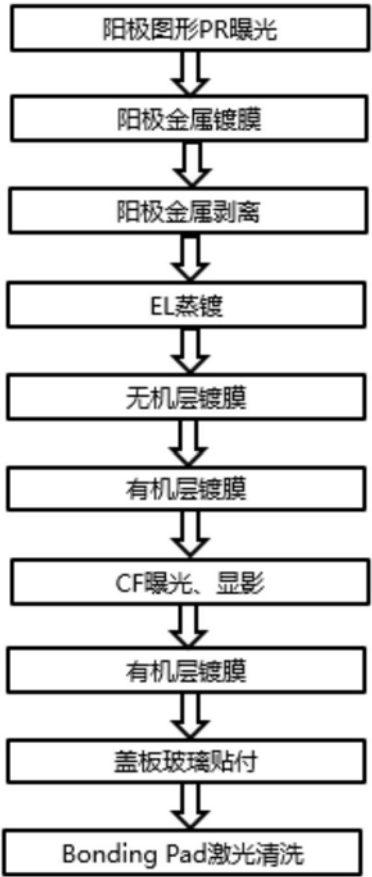 阳极图形PR曝光
阳极金属镀膜
阳极金属剥离
EL蒸镀
无机层镀膜
有机层镀膜
CF曝光、显影
有机层镀膜
盖板玻璃贴付
Bonding Pad激光清洗